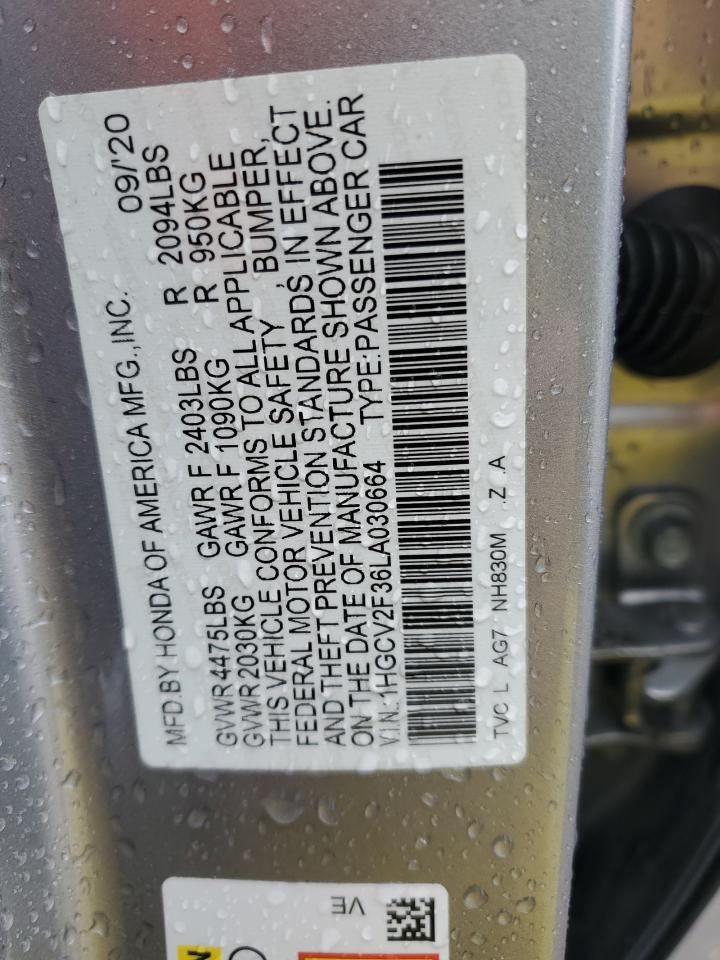 MFD.BY HONDA OF AMERICA MFG.,INC. 09/'20
GVWR4475LBS GAWR F 2403LBS R 2094LBS
GVWR2030KG GAWR F 1090KG R 950KG
THIS VEHICLE CONFORMS TO ALL APPLICABLE
FEDERAL MOTOR VEHICLE SAFETY , BUMPER,
AND THEFT PREVENTION STANDARDS IN EFFECT
ON THE DATE OF MANUFACTURE SHOWN ABOVE.
V.I.N.:1HGCV2F36LA030664 TYPE:PASSENGER CAR
TVC L AG7 NH830M .Z .A
VE
N